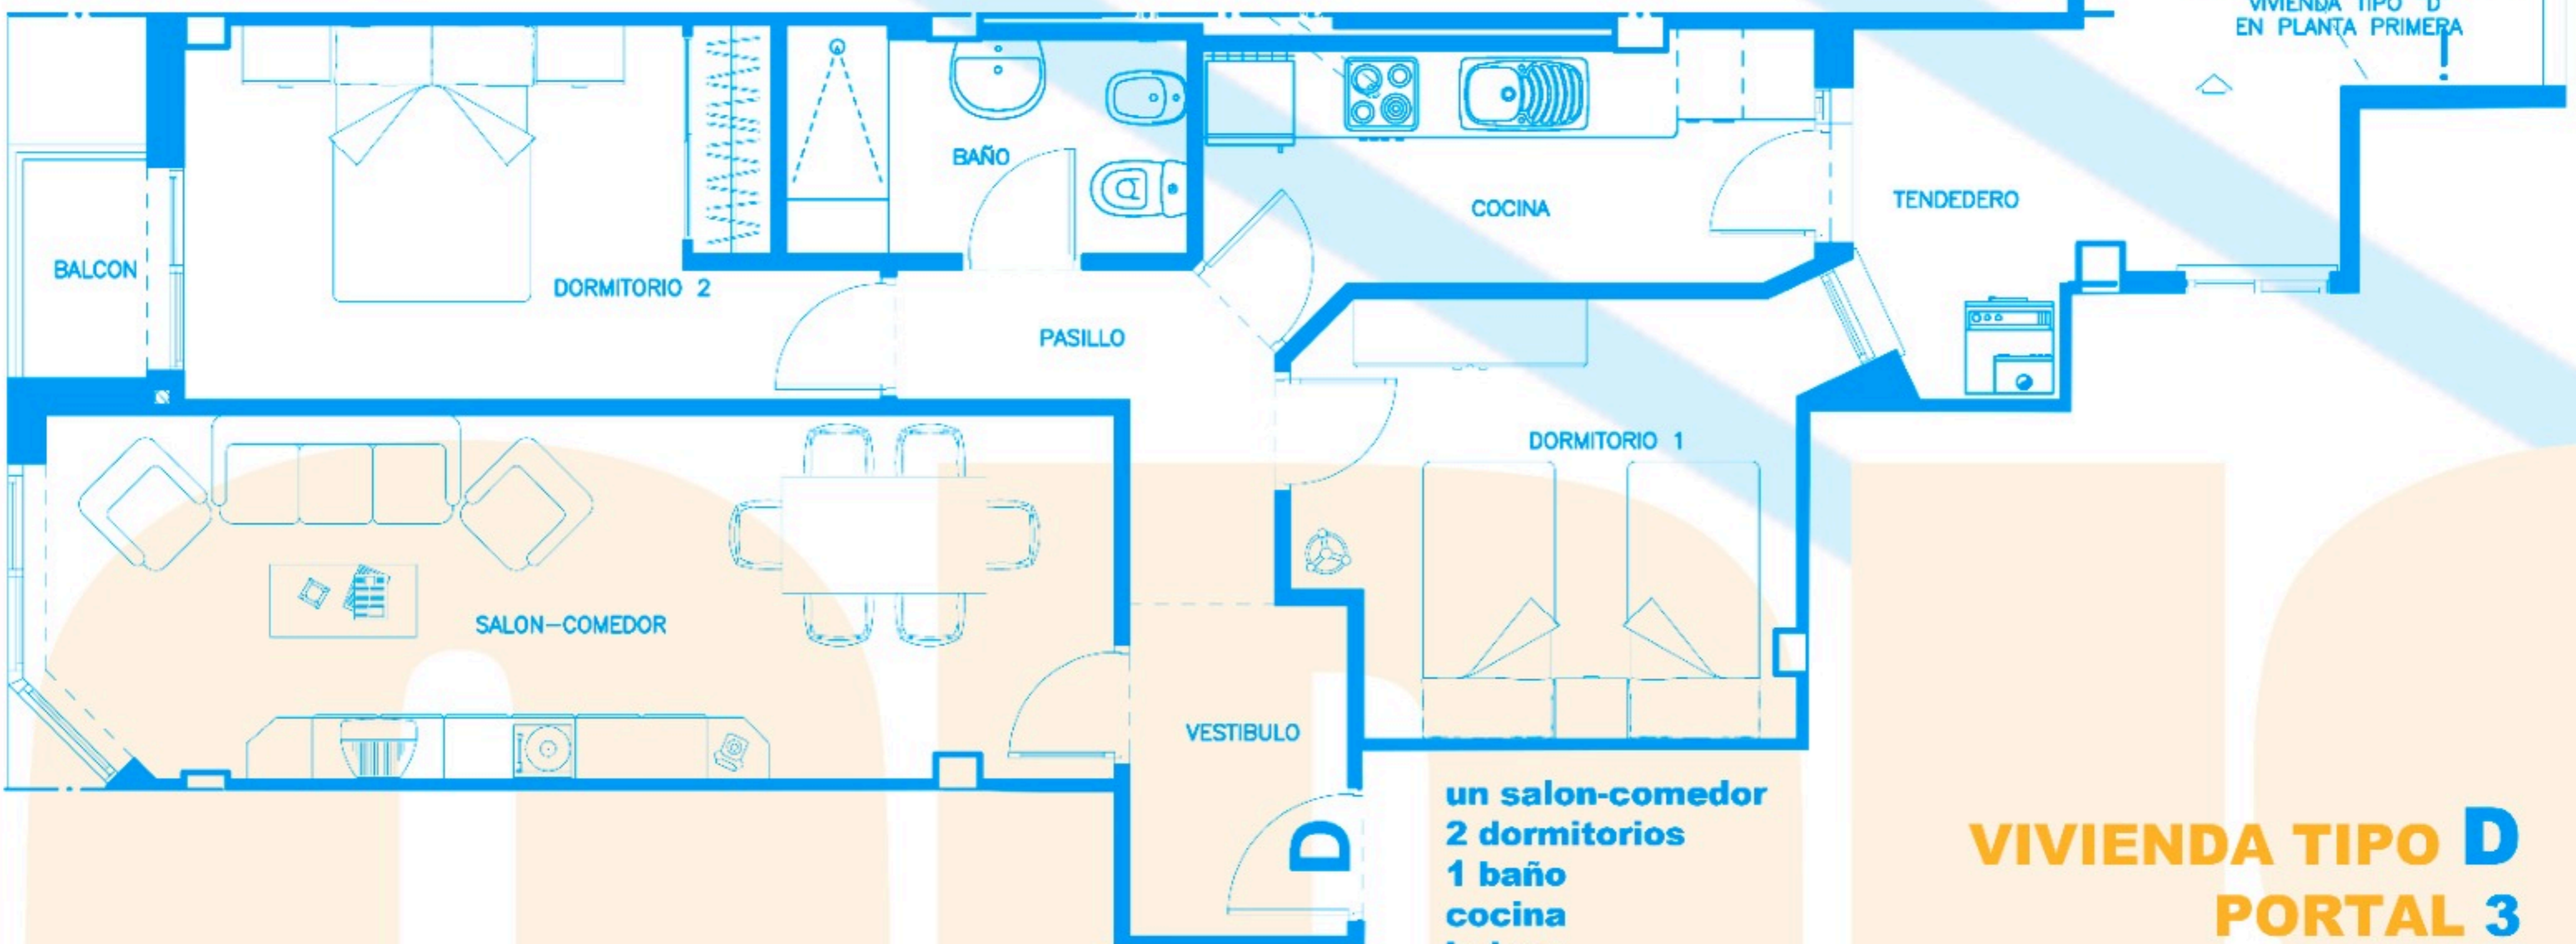 VIVIENDA TIPO D
EN PLANTA PRIMERA
BAÑO
COCINA
TENDEDERO
BALCON
DORMITORIO 2
PASILLO
DORMITORIO 1
SALON-COMEDOR
VESTIBULO
D
un salon-comedor
2 dormitorios
1 baño
cocina
VIVIENDA TIPO D
PORTAL 3